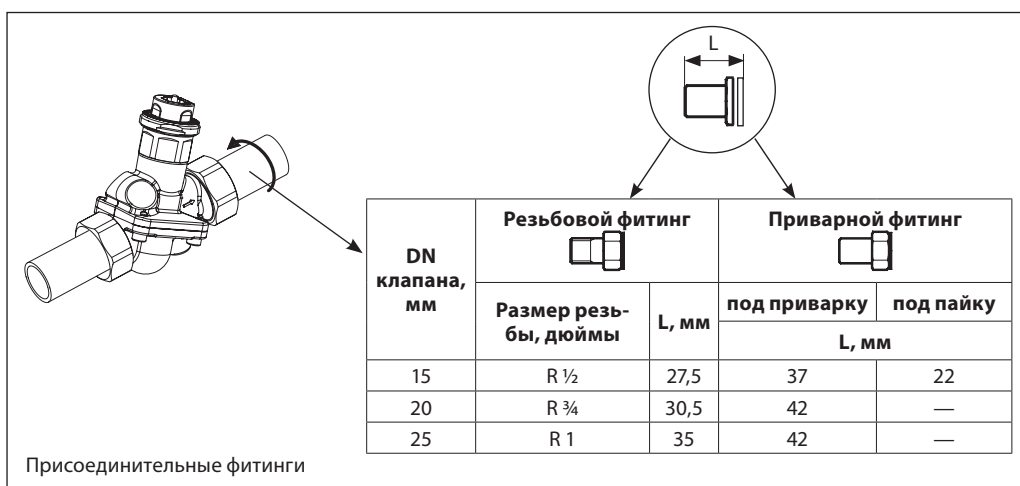 L
DN
клапана,
мм
Резьбовой фитинг
Приварной фитинг
Размер резь-
бы, дюймы
L, мм
под приварку
под пайку
L, мм
15 R ½ 27,5 37 22
20 R ¾ 30,5 42 —
25 R 1 35 42 —
Присоединительные фитинги